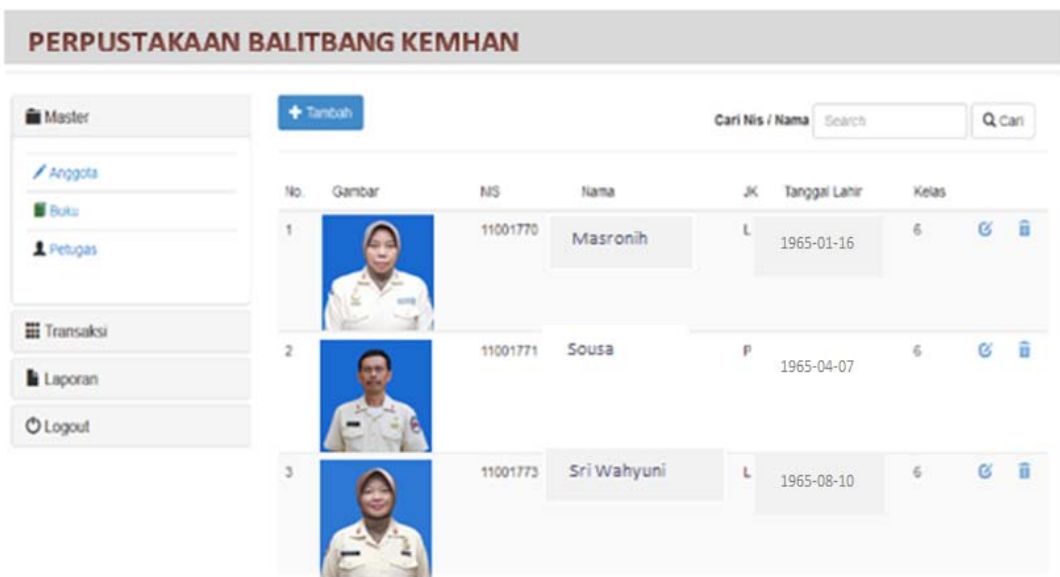 PERPUSTAKAAN BALITBANG KEMHAN
Master
Anggota
Buku
Petugas
Transaksi
Laporan
Logout
Tambah
Cari Nis / Nama Search Cari
No. Gambar NIS Nama JK Tanggal Lahir Kelas
1 11001770 Masronih L 1965-01-16 6
2 11001771 Sousa P 1965-04-07 6
3 11001773 Sri Wahyuni L 1965-08-10 6